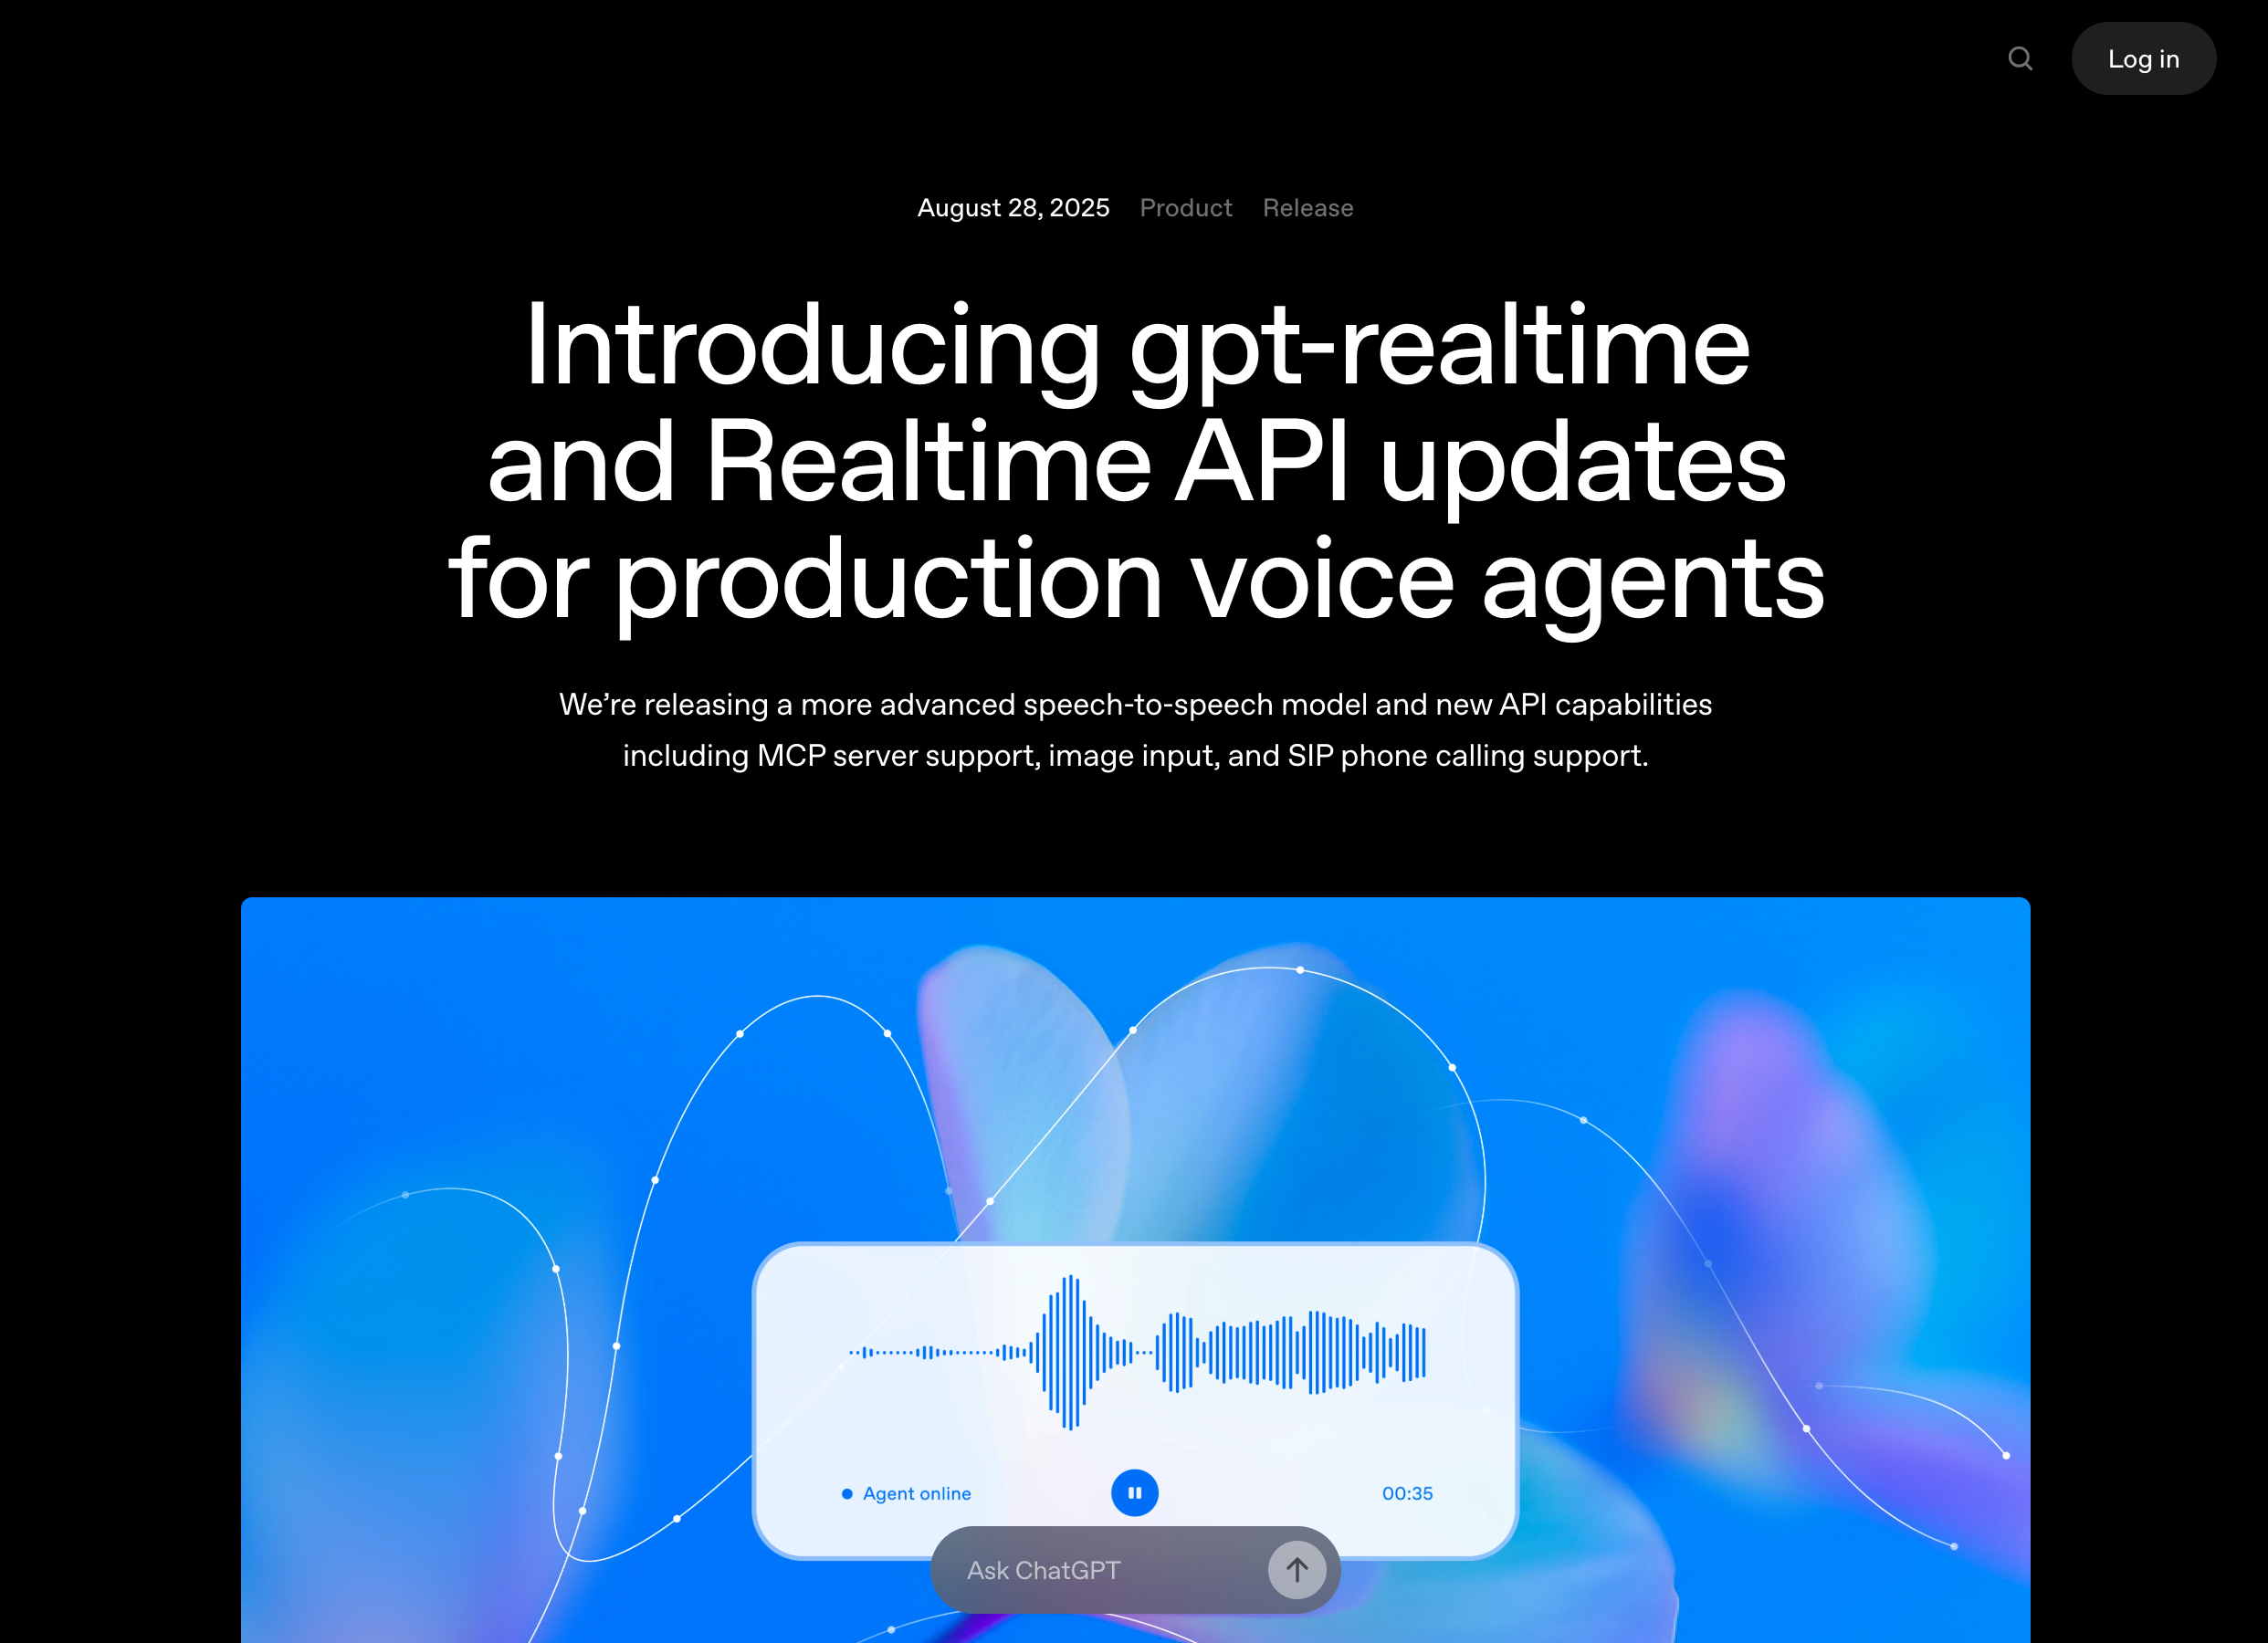 Log in
August 28, 2025 Product Release
Introducing gpt-realtime
and Realtime API updates
for production voice agents
We’re releasing a more advanced speech-to-speech model and new API capabilities
including MCP server support, image input, and SIP phone calling support.
Agent online 00:35
Ask ChatGPT